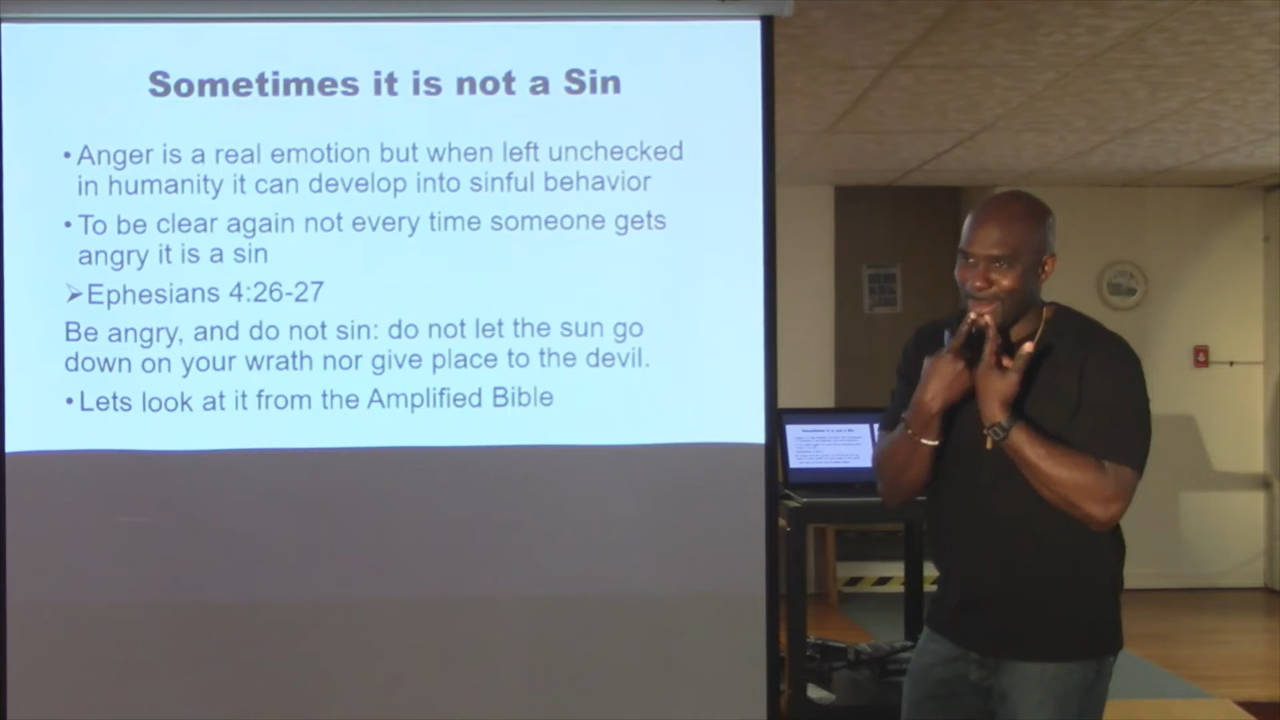 Sometimes it is not a Sin
• Anger is a real emotion but when left unchecked
in humanity it can develop into sinful behavior
• To be clear again not every time someone gets
angry it is a sin
➢Ephesians 4:26-27
Be angry, and do not sin: do not let the sun go
down on your wrath nor give place to the devil.
• Lets look at it from the Amplified Bible